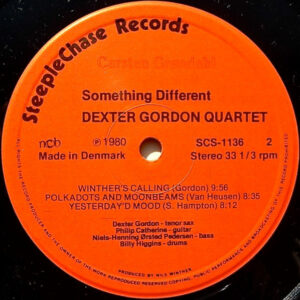 SteepleChase Records
Something Different
DEXTER GORDON QUARTET
ncb
℗1980
SCS-1136
2
Made in Denmark
Stereo 33 1/3 rpm
WINTHER'S CALLING (Gordon) 9:56
POLKADOTS AND MOONBEAMS (Van Heusen) 8:35
YESTERDAY'D MOOD (S. Hampton) 8:12
Dexter Gordon - tenor sax
Philip Catherine - guitar
Niels-Henning Ørsted Pedersen - bass
Billy Higgins - drums
PRODUCED BY NILS WINTHER